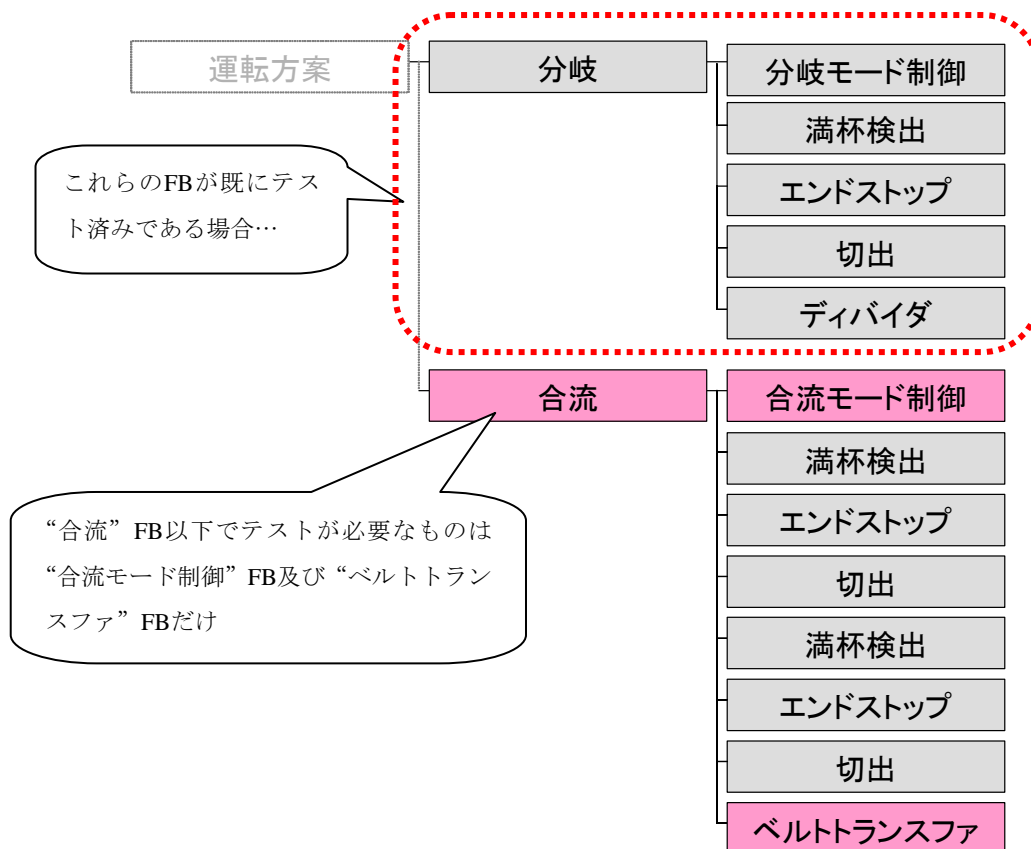 運転方案
分岐
分岐モード制御
満杯検出
エンドストップ
切出
ディバイダ
これらのFBが既にテス
ト済みである場合…
合流
合流モード制御
満杯検出
エンドストップ
切出
満杯検出
エンドストップ
切出
ベルトトランスファ
“合流”FB以下でテストが必要なものは
“合流モード制御”FB及び“ベルトトラン
スファ”FBだけ